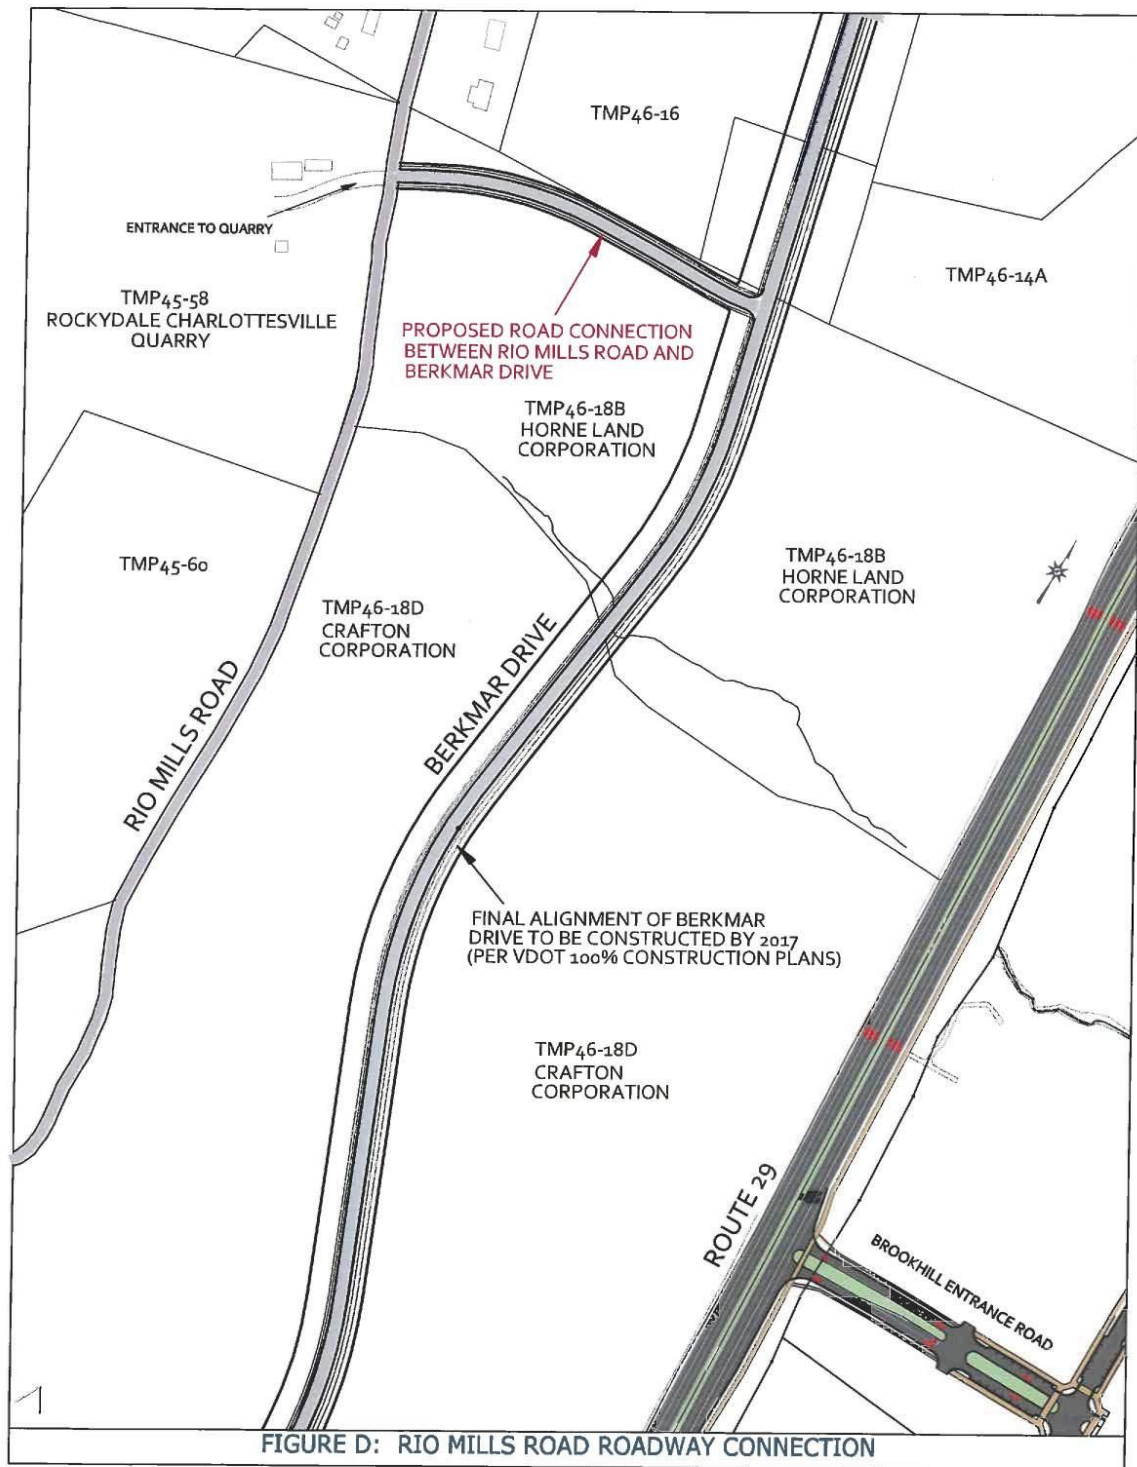 TMP46-16
ENTRANCE TO QUARRY
TMP45-58
ROCKYDALE CHARLOTTESVILLE
QUARRY
TMP46-14A
PROPOSED ROAD CONNECTION
BETWEEN RIO MILLS ROAD AND
BERKMAR DRIVE
TMP46-18B
HORNE LAND
CORPORATION
TMP45-60
TMP46-18B
HORNE LAND
CORPORATION
TMP46-18D
CRAFTON
CORPORATION
BERKMAR DRIVE
RIO MILLS ROAD
FINAL ALIGNMENT OF BERKMAR
DRIVE TO BE CONSTRUCTED BY 2017
(PER VDOT 100% CONSTRUCTION PLANS)
TMP46-18D
CRAFTON
CORPORATION
ROUTE 29
BROOKHILL ENTRANCE ROAD
FIGURE D: RIO MILLS ROAD ROADWAY CONNECTION